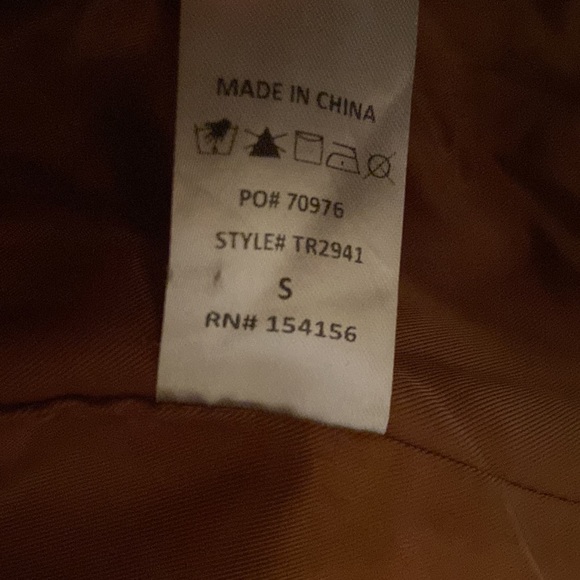 MADE IN CHINA
PO# 70976
STYLE# TR2941
S
RN# 154156